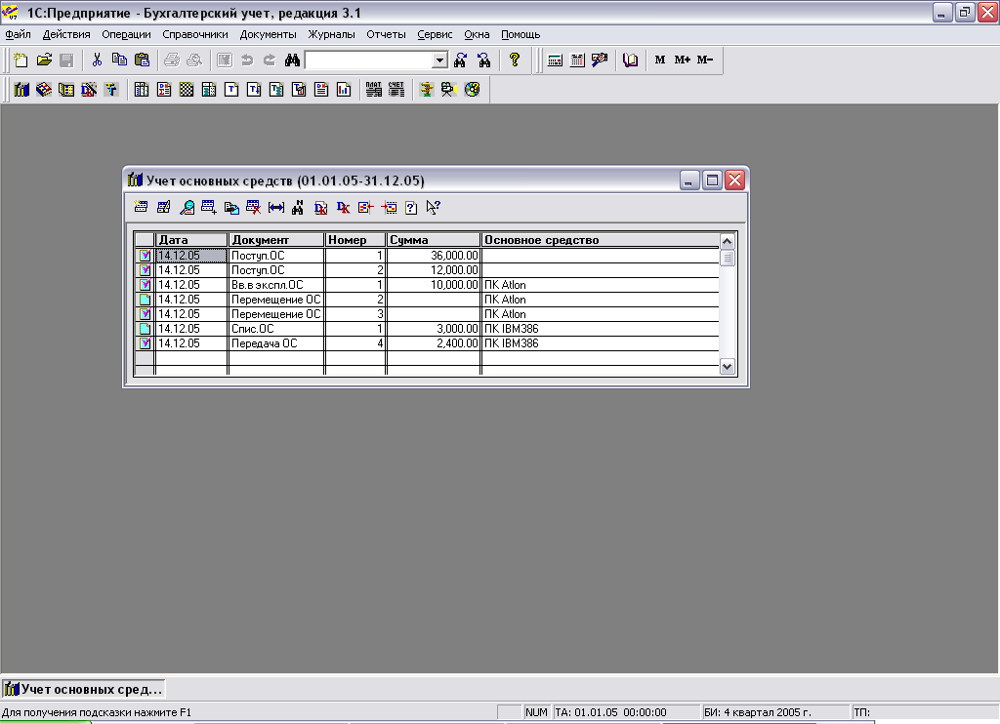 1С:Предприятие - Бухгалтерский учет, редакция 3.1
Файл Действия Операции Справочники Документы Журналы Отчеты Сервис Окна Помощь
M M+ M-
Учет основных средств (01.01.05-31.12.05)
Дата Документ Номер Сумма Основное средство
14.12.05 Поступ.ОС 1 36,000.00
14.12.05 Поступ.ОС 2 12,000.00
14.12.05 Вв.в экспл.ОС 1 10,000.00 ПК Atlon
14.12.05 Перемещение ОС 2 ПК Atlon
14.12.05 Перемещение ОС 3 ПК Atlon
14.12.05 Спис.ОС 1 3,000.00 ПК IBM386
14.12.05 Передача ОС 4 2,400.00 ПК IBM386
Учет основных сред...
Для получения подсказки нажмите F1 NUM TA: 01.01.05 00:00:00 БИ: 4 квартал 2005 г. ТП: